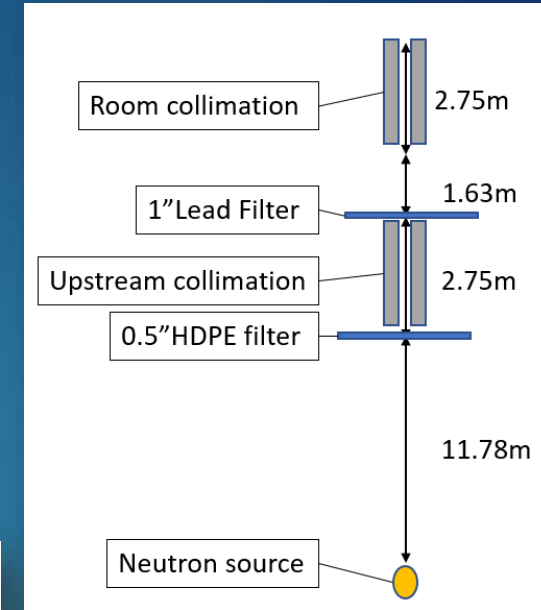 Room collimation
2.75m
1.63m
1”Lead Filter
Upstream collimation
2.75m
0.5”HDPE filter
11.78m
Neutron source